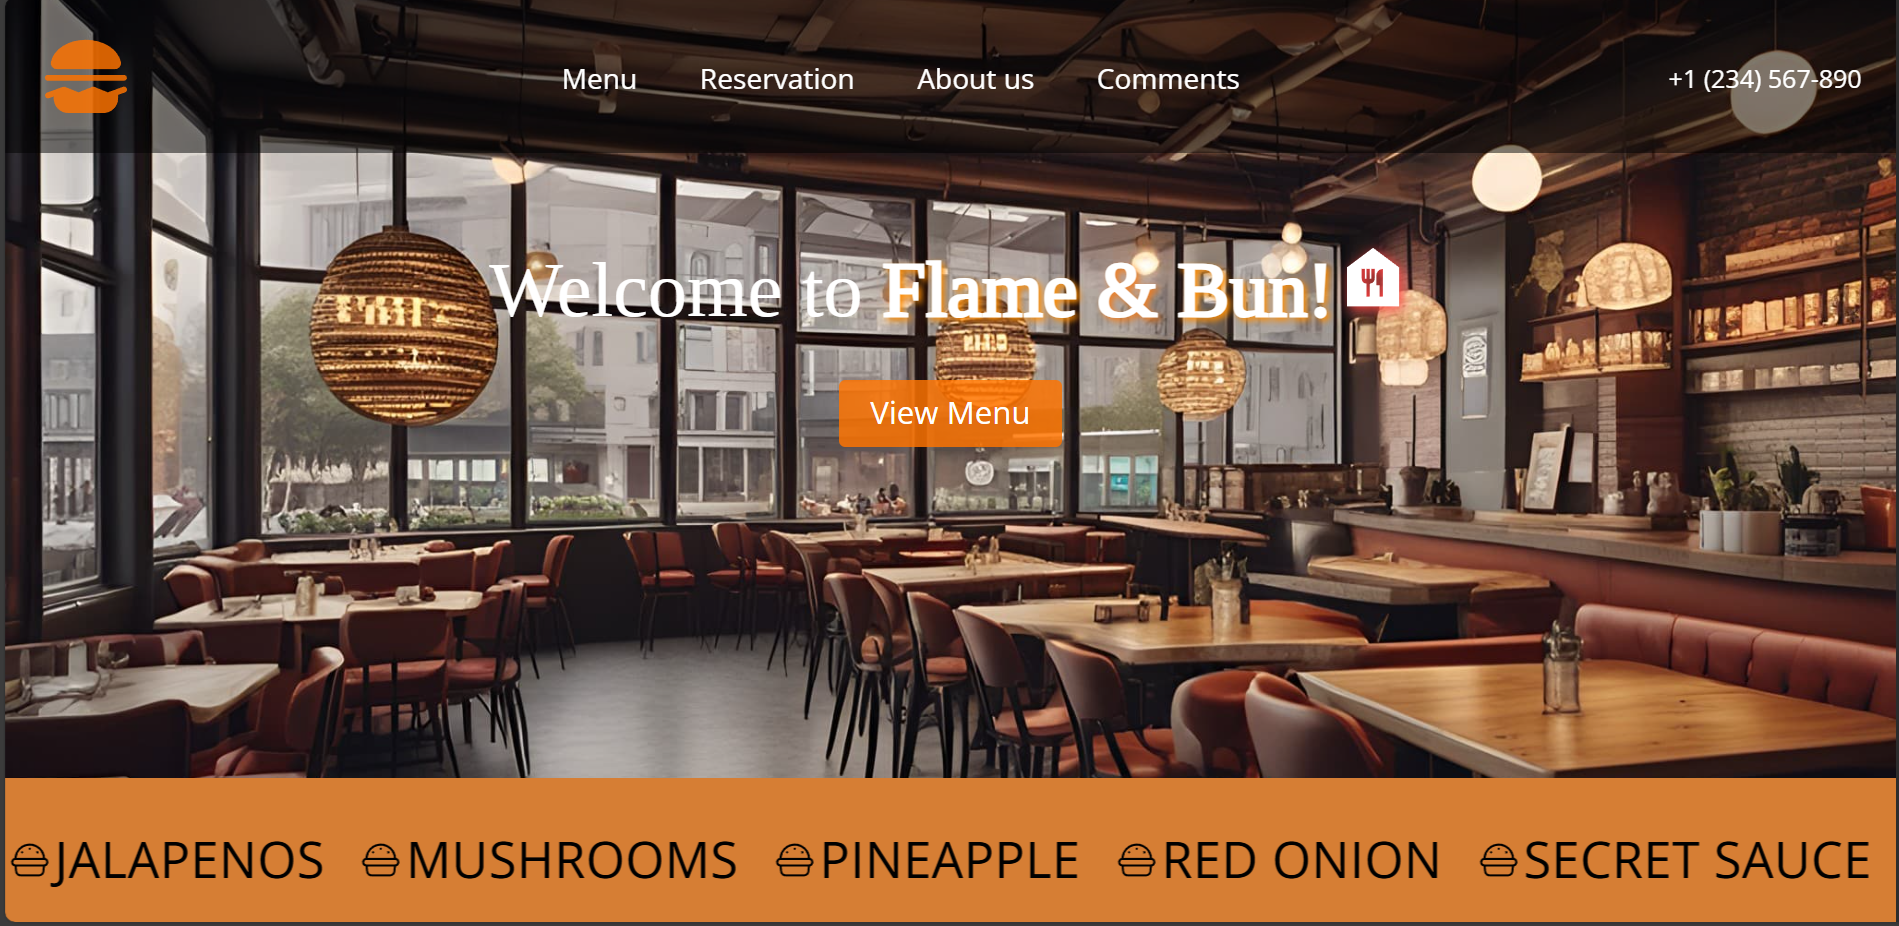 Menu Reservation About us Comments +1 (234) 567-890
Welcome to Flame & Bun!
View Menu
JALAPENOS MUSHROOMS PINEAPPLE RED ONION SECRET SAUCE